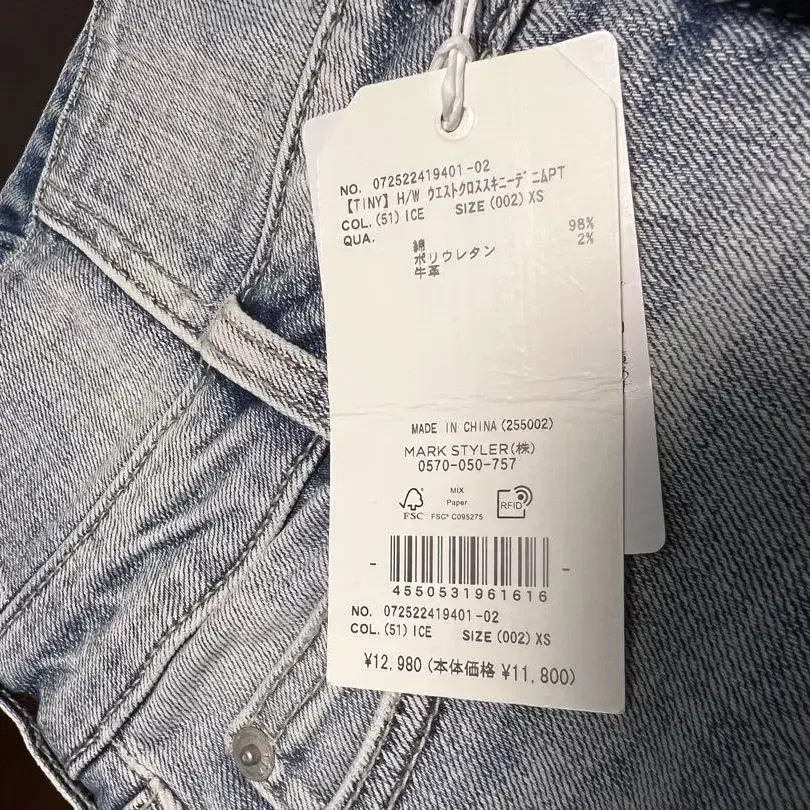 NO. 072522419401-02
【TINY】H/W ウエストクロススキニーデニムPT
COL.(51)ICE SIZE(002)XS
QUA. 綿 98%
ポリウレタン 2%
牛革
MADE IN CHINA(255002)
MARK STYLER(株)
0570-050-757
FSC
MIX
Paper
FSC® C095275
RFID
4550531961616
NO. 072522419401-02
COL.(51)ICE SIZE(002)XS
¥12,980(本体価格 ¥11,800)